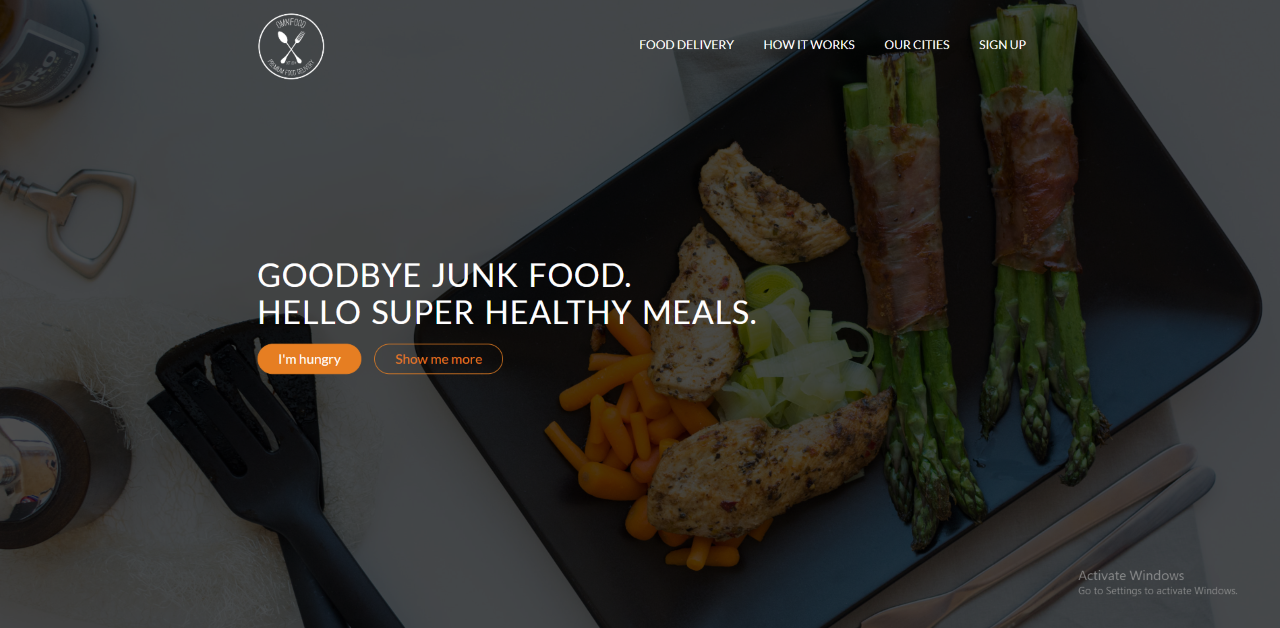 OMNIFOOD
PREMIUM FOOD DELIVERY
FOOD DELIVERY HOW IT WORKS OUR CITIES SIGN UP
GOODBYE JUNK FOOD.
HELLO SUPER HEALTHY MEALS.
I'm hungry Show me more
Activate Windows
Go to Settings to activate Windows.